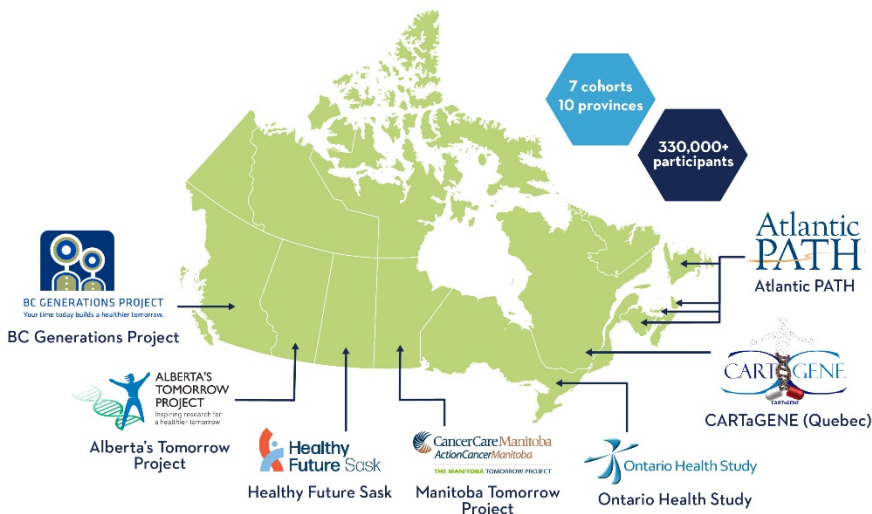 7 cohorts
10 provinces
330,000+
participants
Atlantic
PATH
Atlantic PATH
BC GENERATIONS PROJECT
Your time today builds a healthier tomorrow.
BC Generations Project
CARTaGENE
CARTaGENE
CARTaGENE (Quebec)
ALBERTA'S
TOMORROW
PROJECT
Inspiring research for
a healthier tomorrow
Alberta's Tomorrow
Project
Healthy
Future Sask
Healthy Future Sask
CancerCareManitoba
ActionCancerManitoba
THE MANITOBA TOMORROW PROJECT
Manitoba Tomorrow
Project
Ontario Health Study
Ontario Health Study